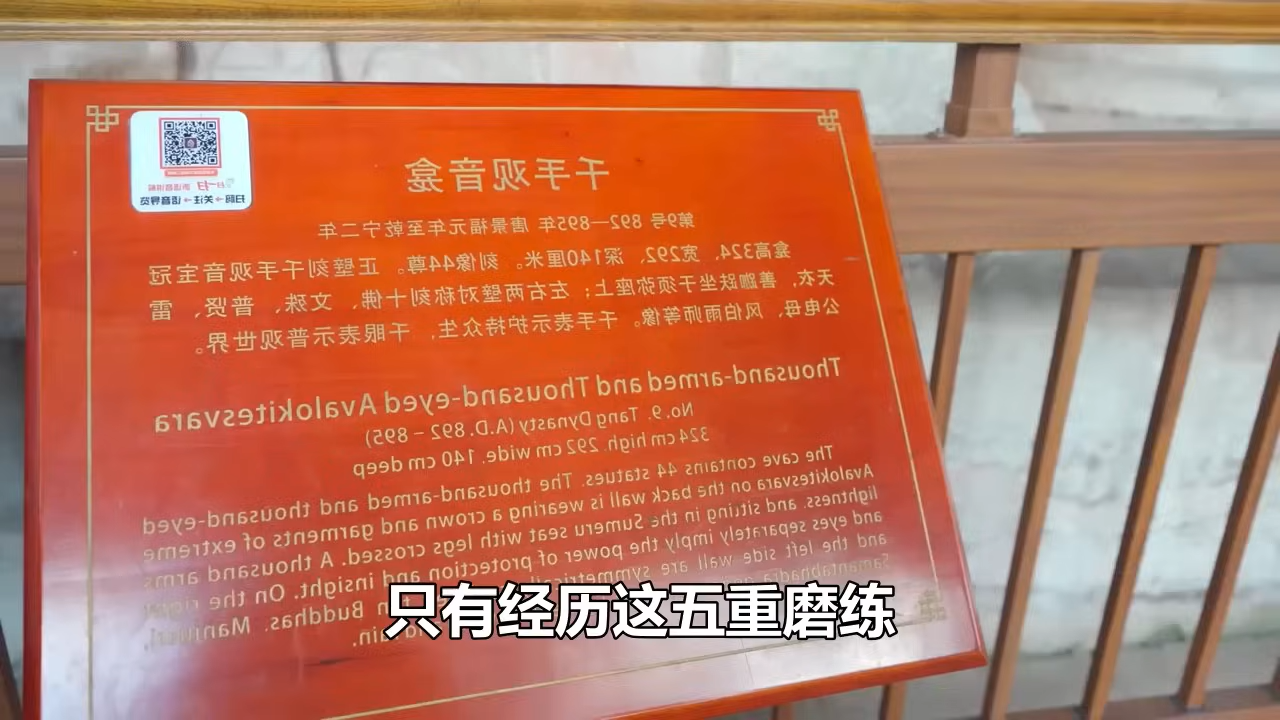 扫一扫 听语音讲解
扫码→关注→语音导览
千手观音龛
第9号 892—895年 唐景福元年至乾宁二年
龛高324、宽292、深140厘米。刻像44尊。正壁刻千手观音宝冠
天衣，善跏趺坐于须弥座上；左右两壁对称刻十佛、文殊、普贤、雷
公电母、风伯雨师等像。千手表示护持众生，千眼表示普观世界。
Thousand-armed and Thousand-eyed Avalokitesvara
No.9. Tang Dynasty (A.D. 892 – 895)
324 cm high. 292 cm wide. 140 cm deep
The cave contains 44 statues. The thousand-armed and thousand-eyed
Avalokitesvara on the back wall is wearing a crown and garments of extreme
lightness. and sitting in the Sumeru seat with legs crossed. A thousand arms
and eyes separately imply the power of protection and insight. On the right
and the left side wall are symmetrically Buddhas. Manjusri.
Samantabhadra
只有经历这五重磨练